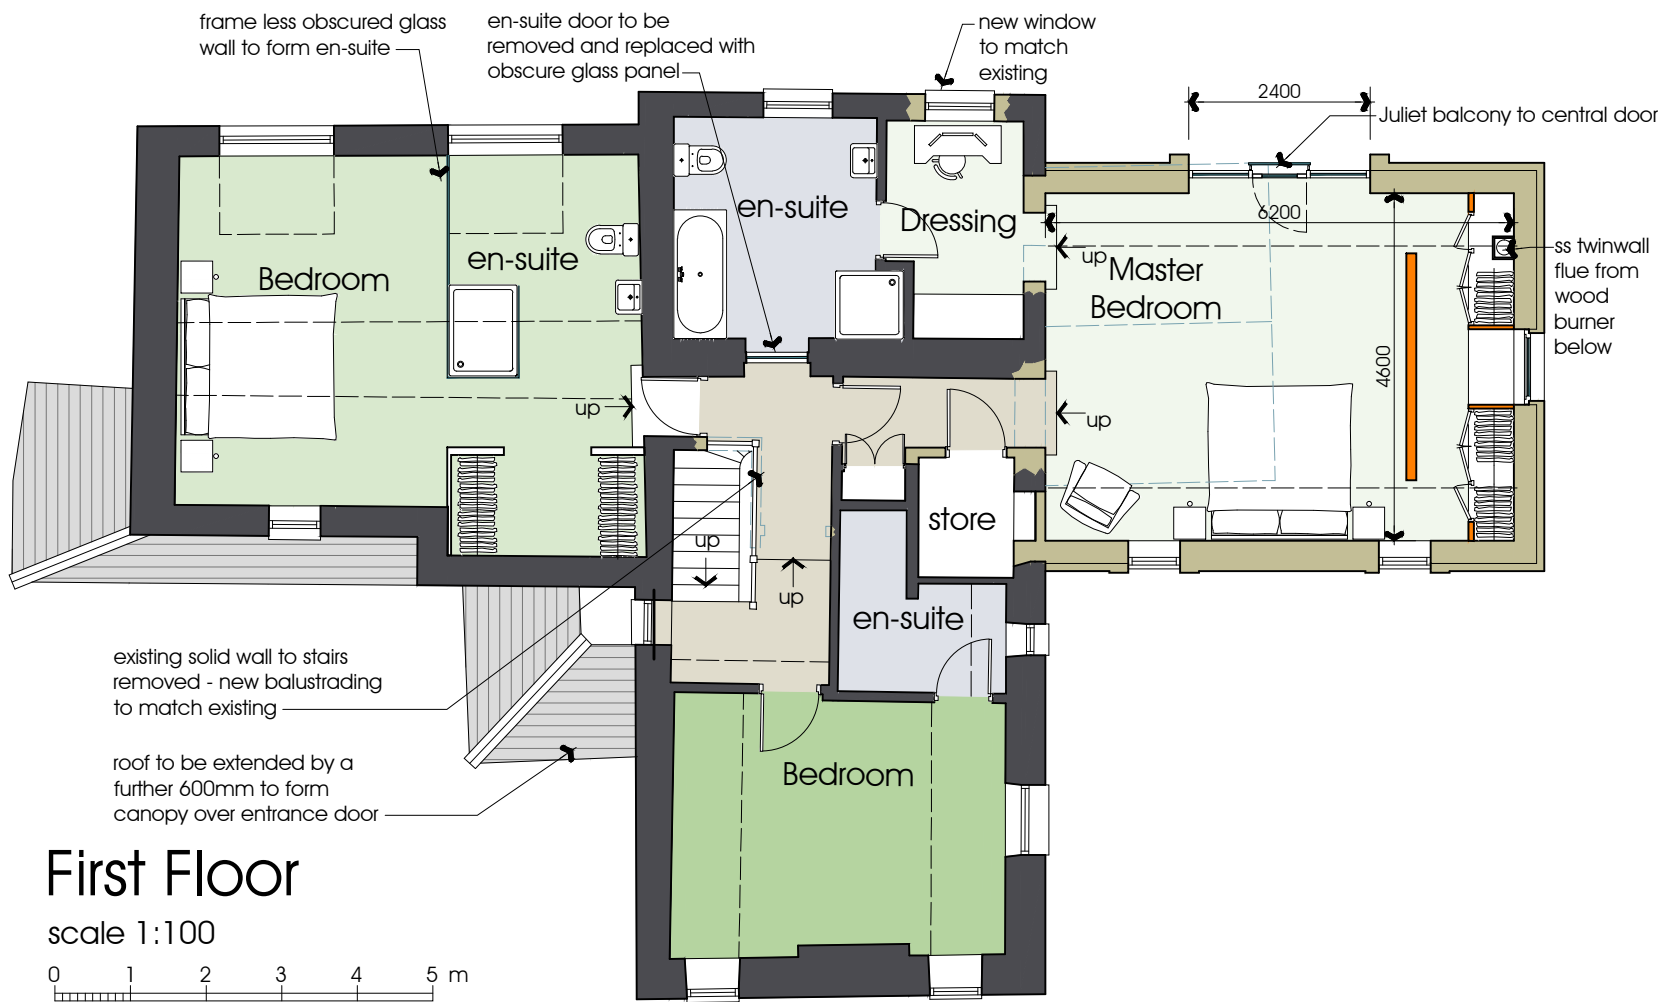 frame less obscured glass
wall to form en-suite
en-suite door to be
removed and replaced with
obscure glass panel
new window
to match
existing
2400
Juliet balcony to central door
6200
4600
ss twinwall
flue from
wood
burner
below
Bedroom
en-suite
en-suite
Dressing
up
Master
Bedroom
up
up
store
up
up
en-suite
Bedroom
existing solid wall to stairs
removed - new balustrading
to match existing
roof to be extended by a
further 600mm to form
canopy over entrance door
First Floor
scale 1:100
0 1 2 3 4 5 m